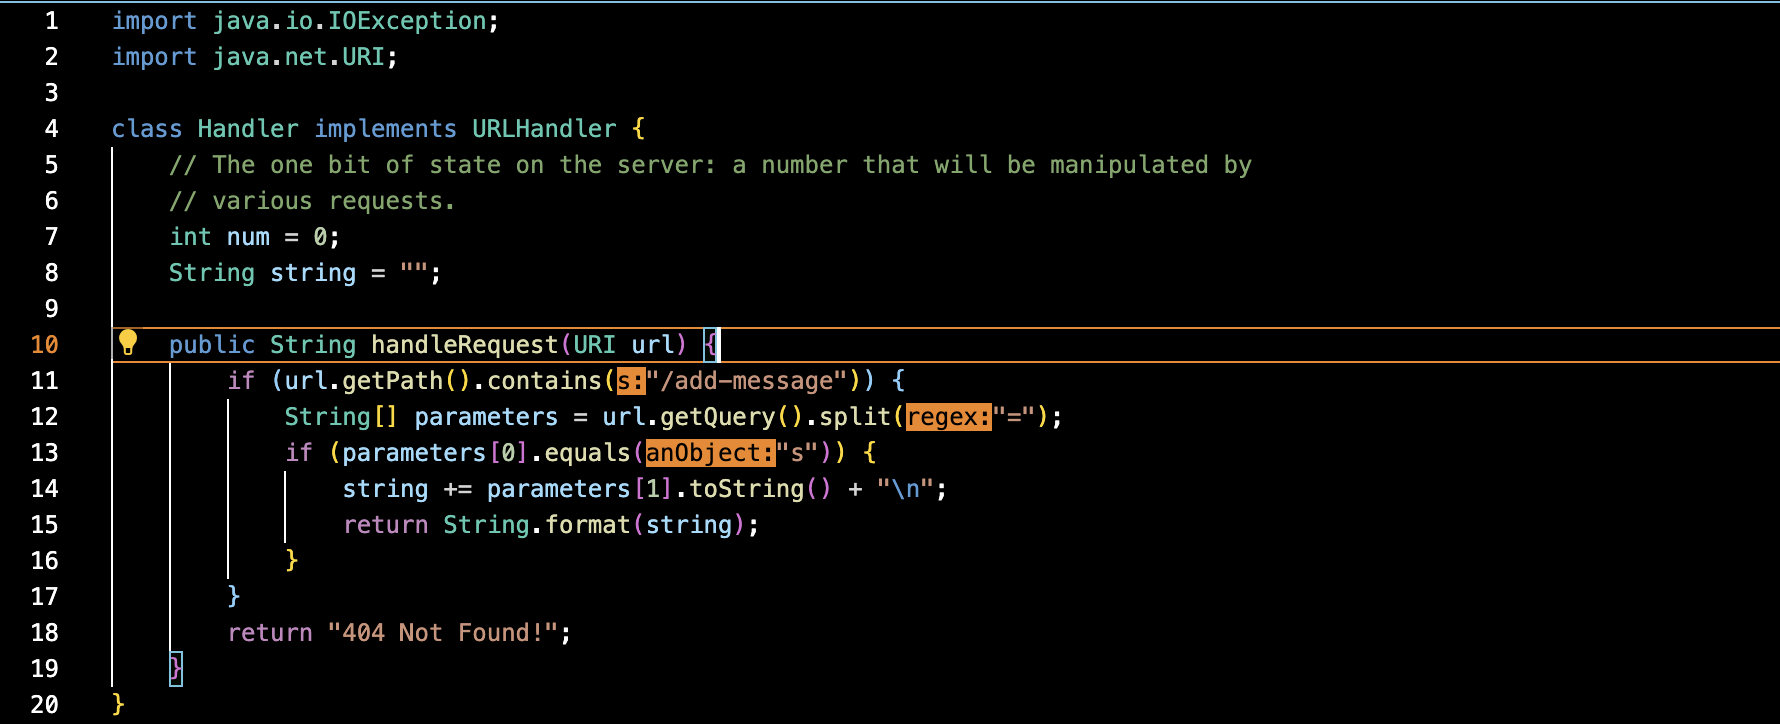 1 import java.io.IOException;
2 import java.net.URI;
3
4 class Handler implements URLHandler {
5 // The one bit of state on the server: a number that will be manipulated by
6 // various requests.
7 int num = 0;
8 String string = "";
9
10 public String handleRequest(URI url) {
11 if (url.getPath().contains(s:"/add-message")) {
12 String[] parameters = url.getQuery().split(regex:"=");
13 if (parameters[0].equals(anObject:"s")) {
14 string += parameters[1].toString() + "\n";
15 return String.format(string);
16 }
17 }
18 return "404 Not Found!";
19 }
20 }